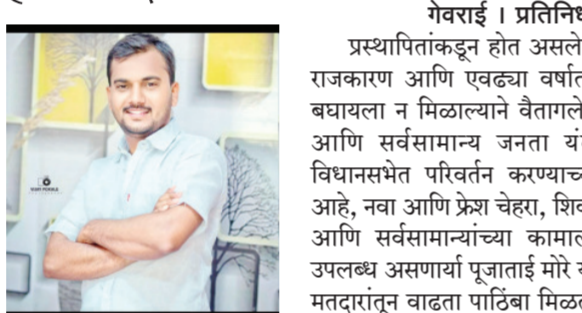 गेवराई । प्रतिनिध
प्रस्थापितांकडून होत असले
राजकारण आणि एवढ्या वर्षात
बघायला न मिळाल्याने वैतागले
आणि सर्वसामान्य जनता यं
विधानसभेत परिवर्तन करण्याच्
आहे, नवा आणि फ्रेश चेहरा, शिव
आणि सर्वसामान्यांच्या कामाल
उपलब्ध असणार्या पूजाताई मोरे य
मतदारांतून वाढता पाठिंबा मिळत